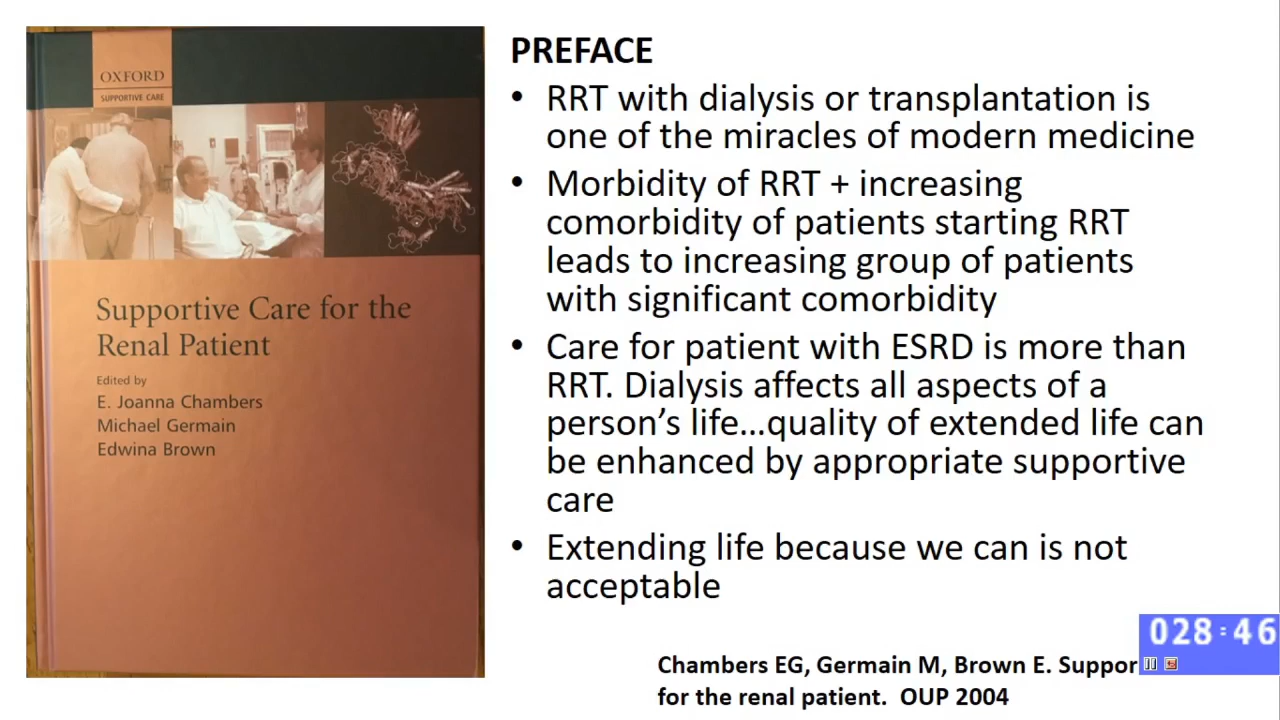 OXFORD
SUPPORTIVE CARE
Supportive Care for the
Renal Patient
Edited by
E. Joanna Chambers
Michael Germain
Edwina Brown
PREFACE
• RRT with dialysis or transplantation is
one of the miracles of modern medicine
• Morbidity of RRT + increasing
comorbidity of patients starting RRT
leads to increasing group of patients
with significant comorbidity
• Care for patient with ESRD is more than
RRT. Dialysis affects all aspects of a
person’s life...quality of extended life can
be enhanced by appropriate supportive
care
• Extending life because we can is not
acceptable
Chambers EG, Germain M, Brown E. Suppor
for the renal patient. OUP 2004
028:46